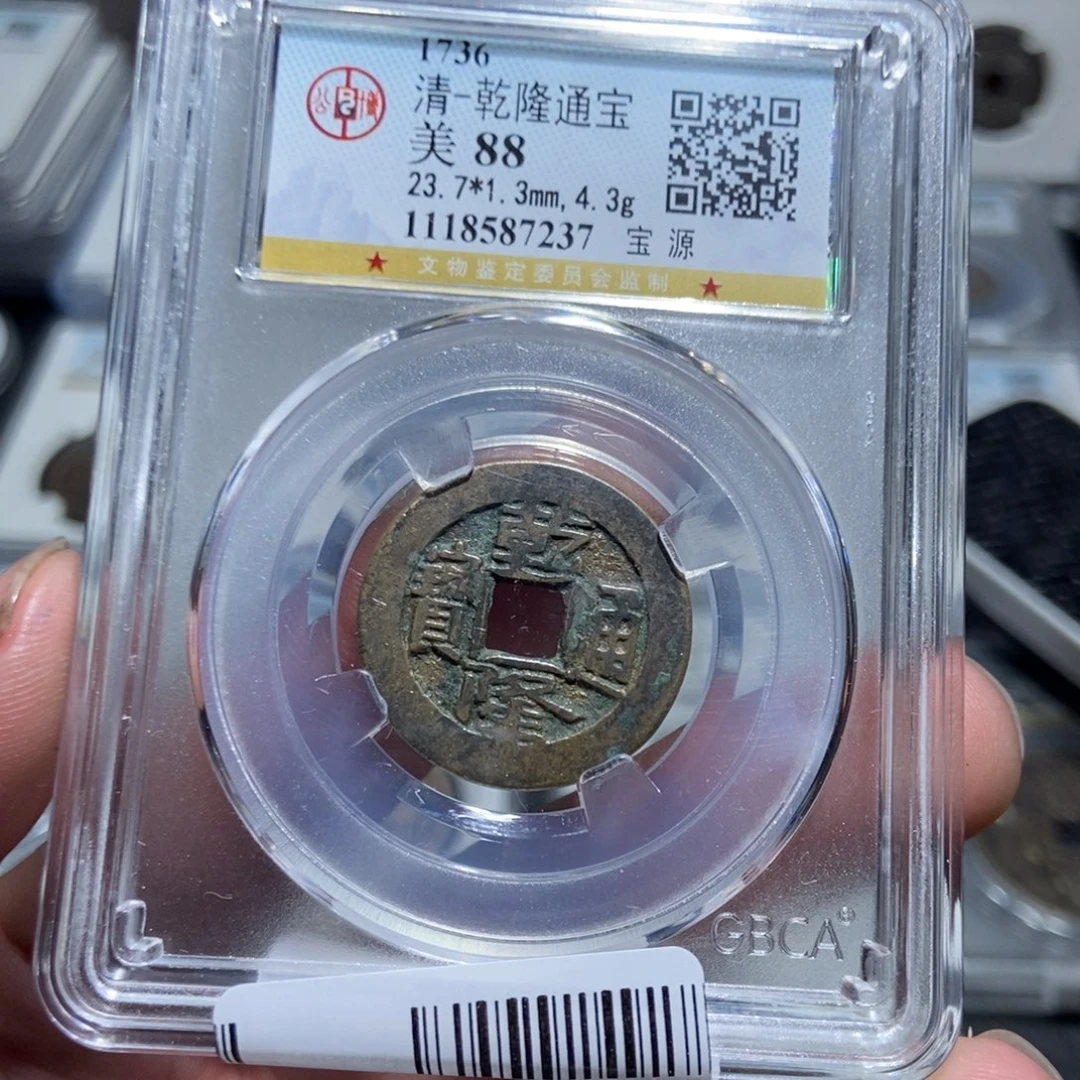 1736
清-乾隆通宝
美 88
23.7*1.3mm,4.3g
1118587237 宝源
★ 文物鉴定委员会监制 ★
乾
寶 通
隆
GBCA®